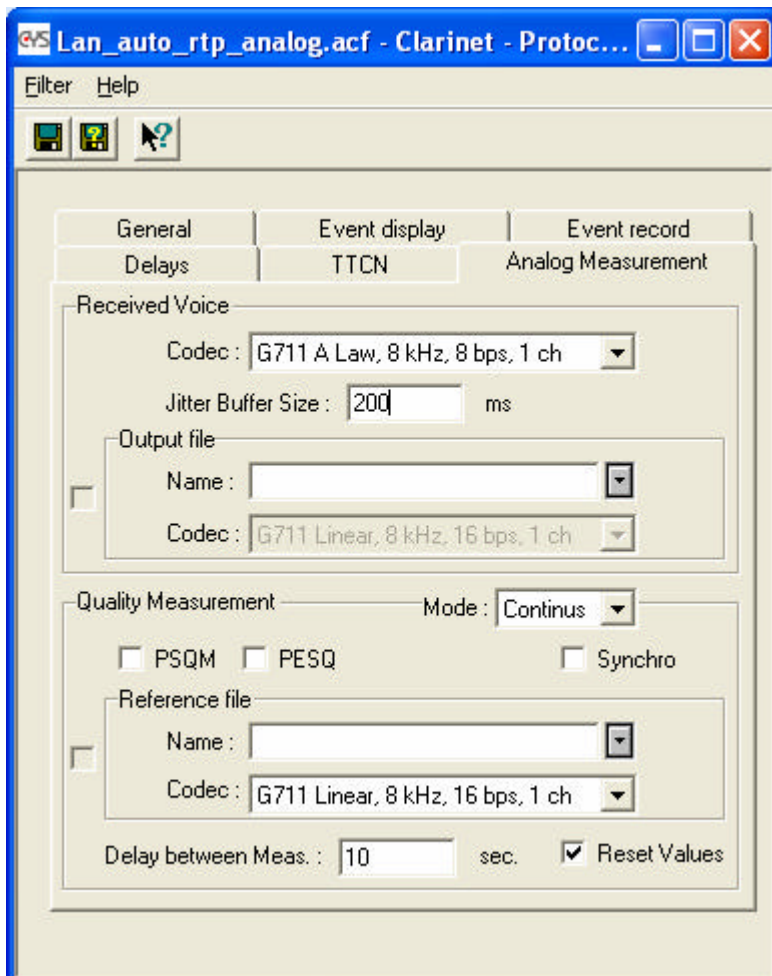 eys Lan_auto_rtp_analog.acf - Clarinet - Protoc...
Filter Help
General Event display Event record
Delays TTCN Analog Measurement
Received Voice
Codec : G711 A Law, 8 kHz, 8 bps, 1 ch
Jitter Buffer Size : 200 ms
Output file
Name :
Codec : G711 Linear, 8 kHz, 16 bps, 1 ch
Quality Measurement Mode : Continus
PSQM PESQ Synchro
Reference file
Name :
Codec : G711 Linear, 8 kHz, 16 bps, 1 ch
Delay between Meas. : 10 sec. Reset Values